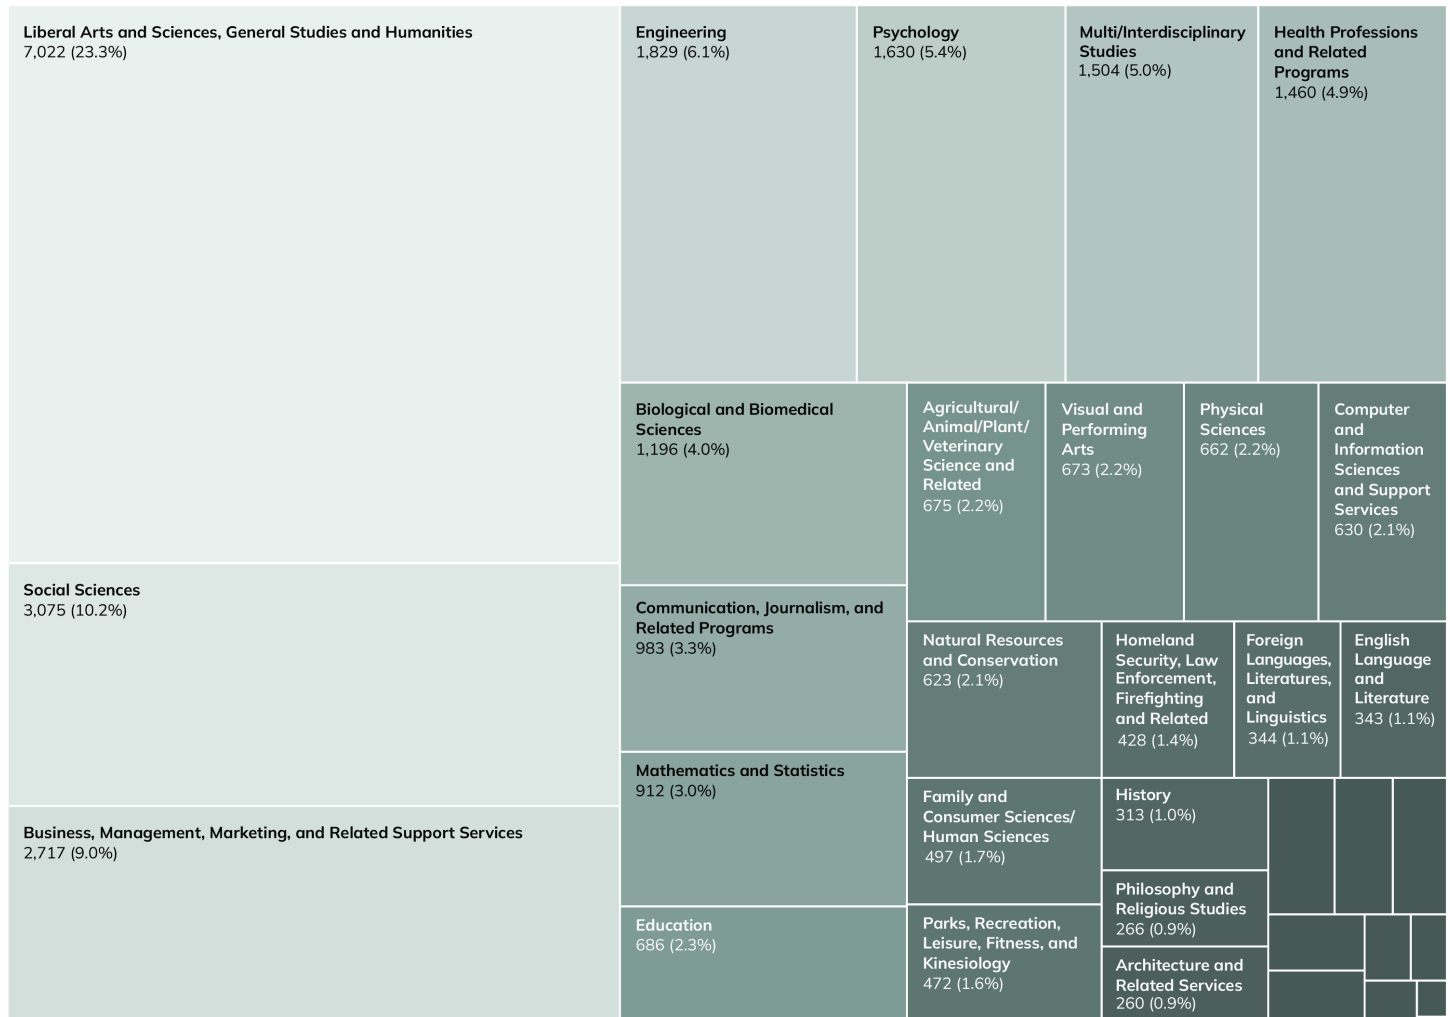 Liberal Arts and Sciences, General Studies and Humanities
7,022 (23.3%)
Social Sciences
3,075 (10.2%)
Business, Management, Marketing, and Related Support Services
2,717 (9.0%)
Engineering
1,829 (6.1%)
Psychology
1,630 (5.4%)
Multi/Interdisciplinary
Studies
1,504 (5.0%)
Health Professions
and Related
Programs
1,460 (4.9%)
Biological and Biomedical
Sciences
1,196 (4.0%)
Communication, Journalism, and
Related Programs
983 (3.3%)
Mathematics and Statistics
912 (3.0%)
Education
686 (2.3%)
Agricultural/
Animal/Plant/
Veterinary
Science and
Related
675 (2.2%)
Visual and
Performing
Arts
673 (2.2%)
Physical
Sciences
662 (2.2%)
Computer
and
Information
Sciences
and Support
Services
630 (2.1%)
Natural Resources
and Conservation
623 (2.1%)
Homeland
Security, Law
Enforcement,
Firefighting
and Related
428 (1.4%)
Foreign
Languages,
Literatures,
and
Linguistics
344 (1.1%)
English
Language
and
Literature
343 (1.1%)
Family and
Consumer Sciences/
Human Sciences
497 (1.7%)
Parks, Recreation,
Leisure, Fitness, and
Kinesiology
472 (1.6%)
History
313 (1.0%)
Philosophy and
Religious Studies
266 (0.9%)
Architecture and
Related Services
260 (0.9%)